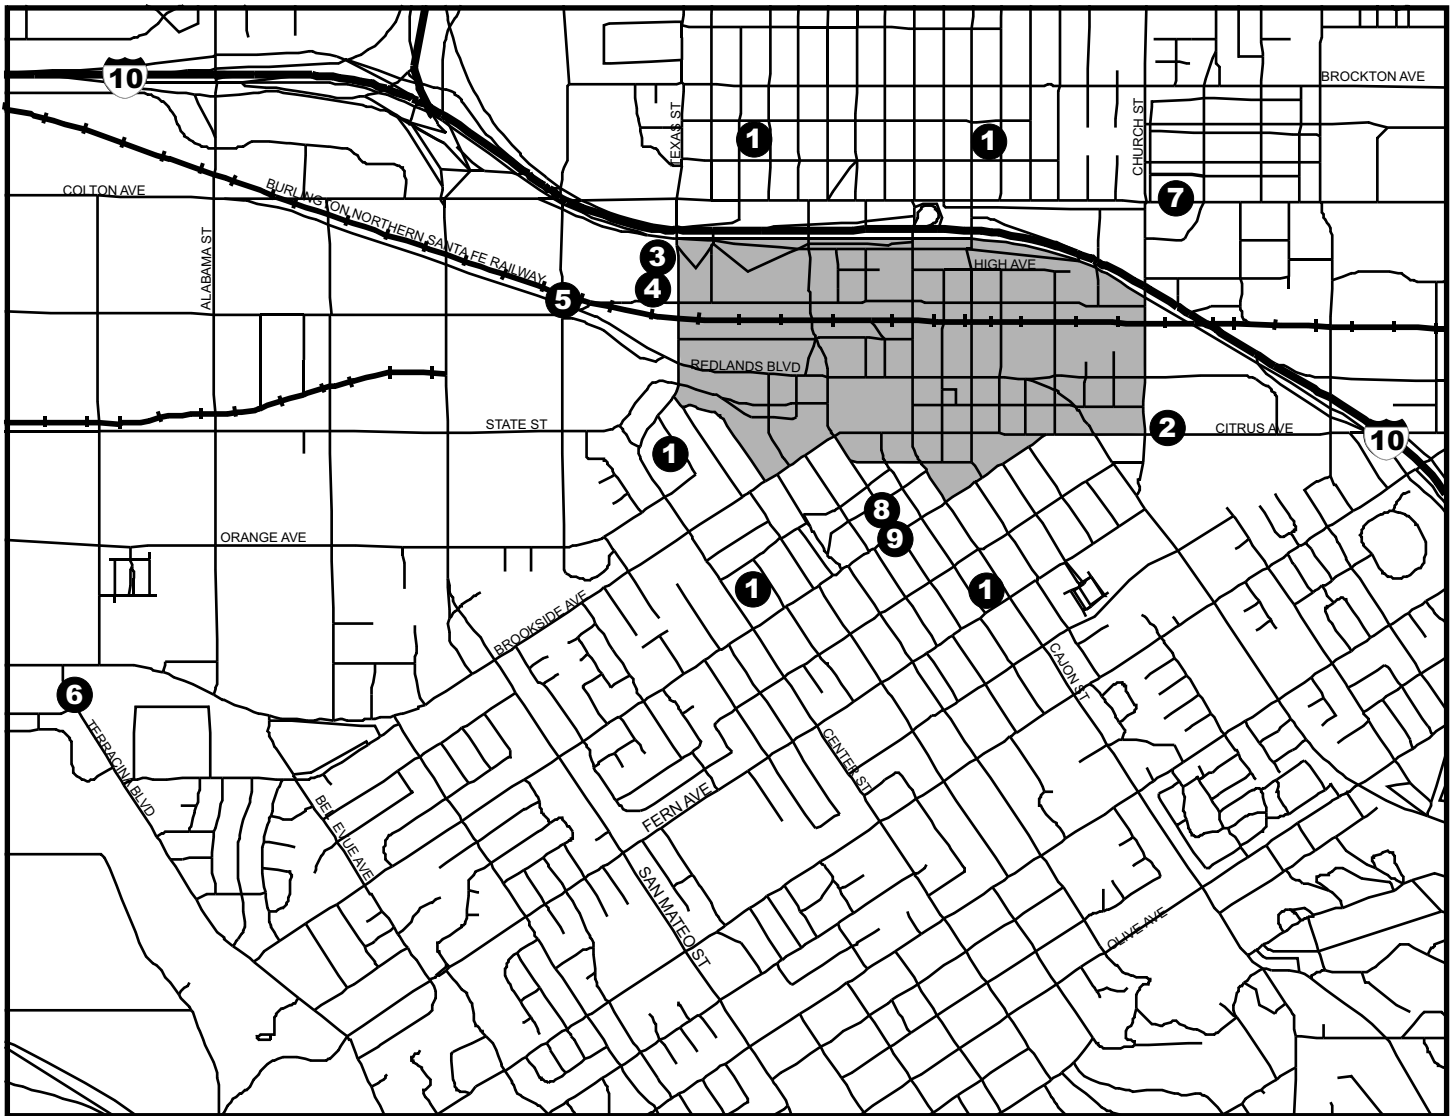 BROCKTON AVE
10
TEXAS ST
CHURCH ST
1
1
COLTON AVE
BURLINGTON NORTHERN SANTA FE RAILWAY
7
ALABAMA ST
3
HIGH AVE
4
5
REDLANDS BLVD
STATE ST
2
CITRUS AVE
10
1
8
ORANGE AVE
9
1
1
BROOKSIDE AVE
CAJON ST
6
TERRACINA BLVD
CENTER ST
BELLEVUE AVE
FERN AVE
SAN MATEO ST
OLIVE AVE